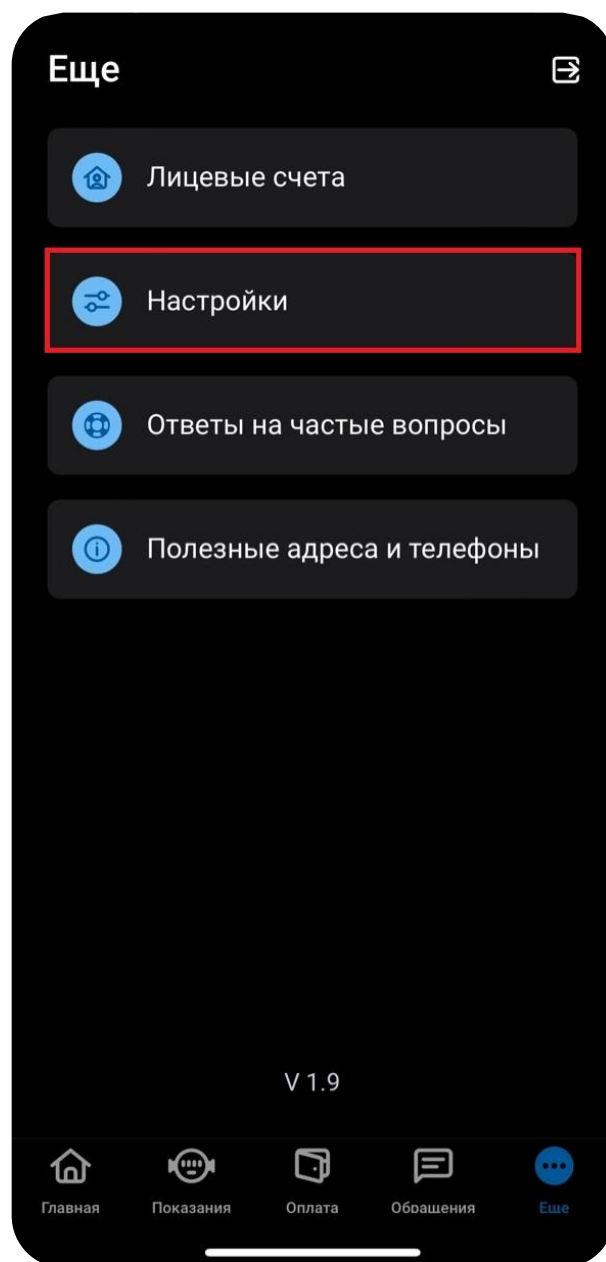 Еще
Лицевые счета
Настройки
Ответы на частые вопросы
Полезные адреса и телефоны
V 1.9
Главная
Показания
Оплата
Обращения
Еще